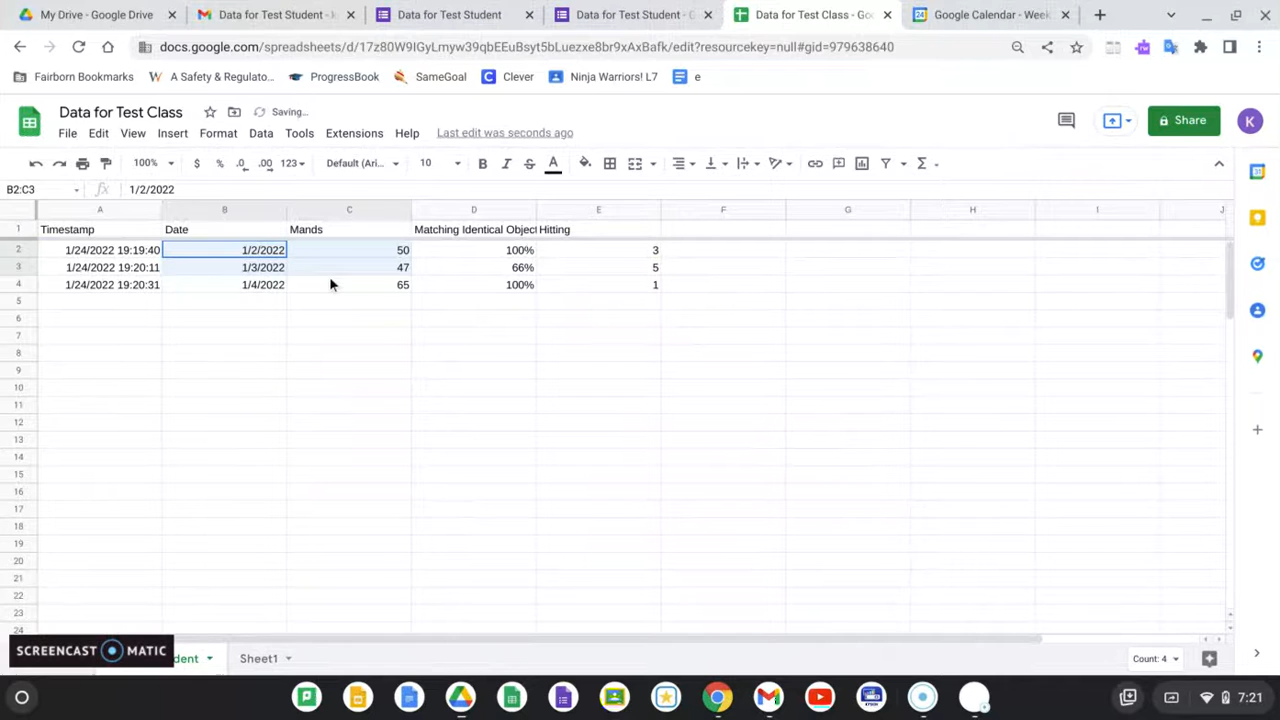 My Drive - Google Drive
Data for Test Student -
Data for Test Student
Data for Test Student - G
Data for Test Class - Goo
Google Calendar - Week
docs.google.com/spreadsheets/d/17z80W9IGyLrnyw39qbEEuBsyt5bLuezxe8br9xAxBafk/edit?resourcekey=null#gid=979638640
Fairborn Bookmarks
A Safety & Regulato...
ProgressBook
SameGoal
Clever
Ninja Warriors! L7
e
Data for Test Class
Saving...
File Edit View Insert Format Data Tools Extensions Help Last edit was seconds ago
Share
K
100% $ % .0 .00 123 Default (Ari... 10 B I S A Σ
B2:C3 fx 1/2/2022
A B C D E F G H I J
1 Timestamp Date Mands Matching Identical Object Hitting
2 1/24/2022 19:19:40 1/2/2022 50 100% 3
3 1/24/2022 19:20:11 1/3/2022 47 66% 5
4 1/24/2022 19:20:31 1/4/2022 65 100% 1
5
6
7
8
9
10
11
12
13
14
15
16
17
18
19
20
21
22
23
24
SCREENCAST MATIC
dent
Sheet1
Count: 4
7:21